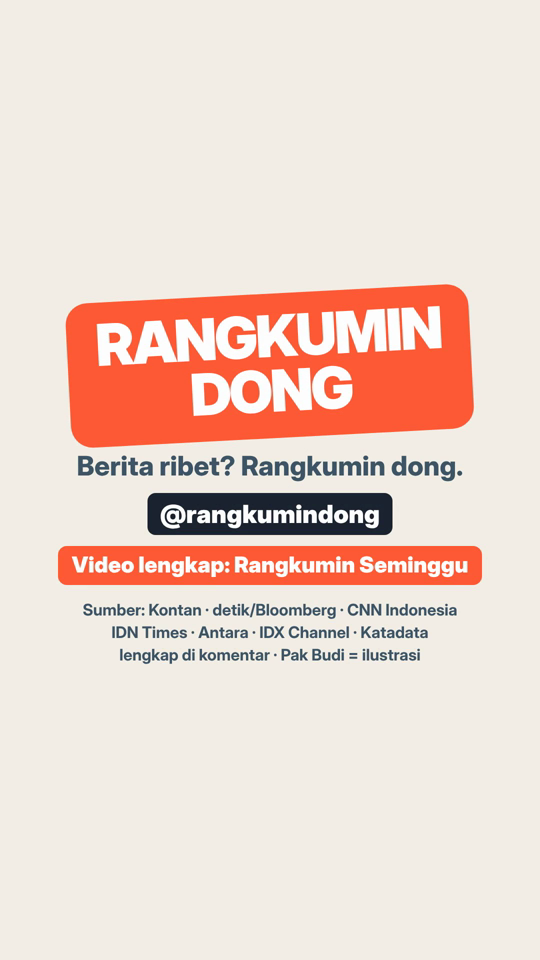 RANGKUMIN
DONG
Berita ribet? Rangkumin dong.
@rangkumindong
Video lengkap: Rangkumin Seminggu
Sumber: Kontan · detik/Bloomberg · CNN Indonesia
IDN Times · Antara · IDX Channel · Katadata
lengkap di komentar · Pak Budi = ilustrasi